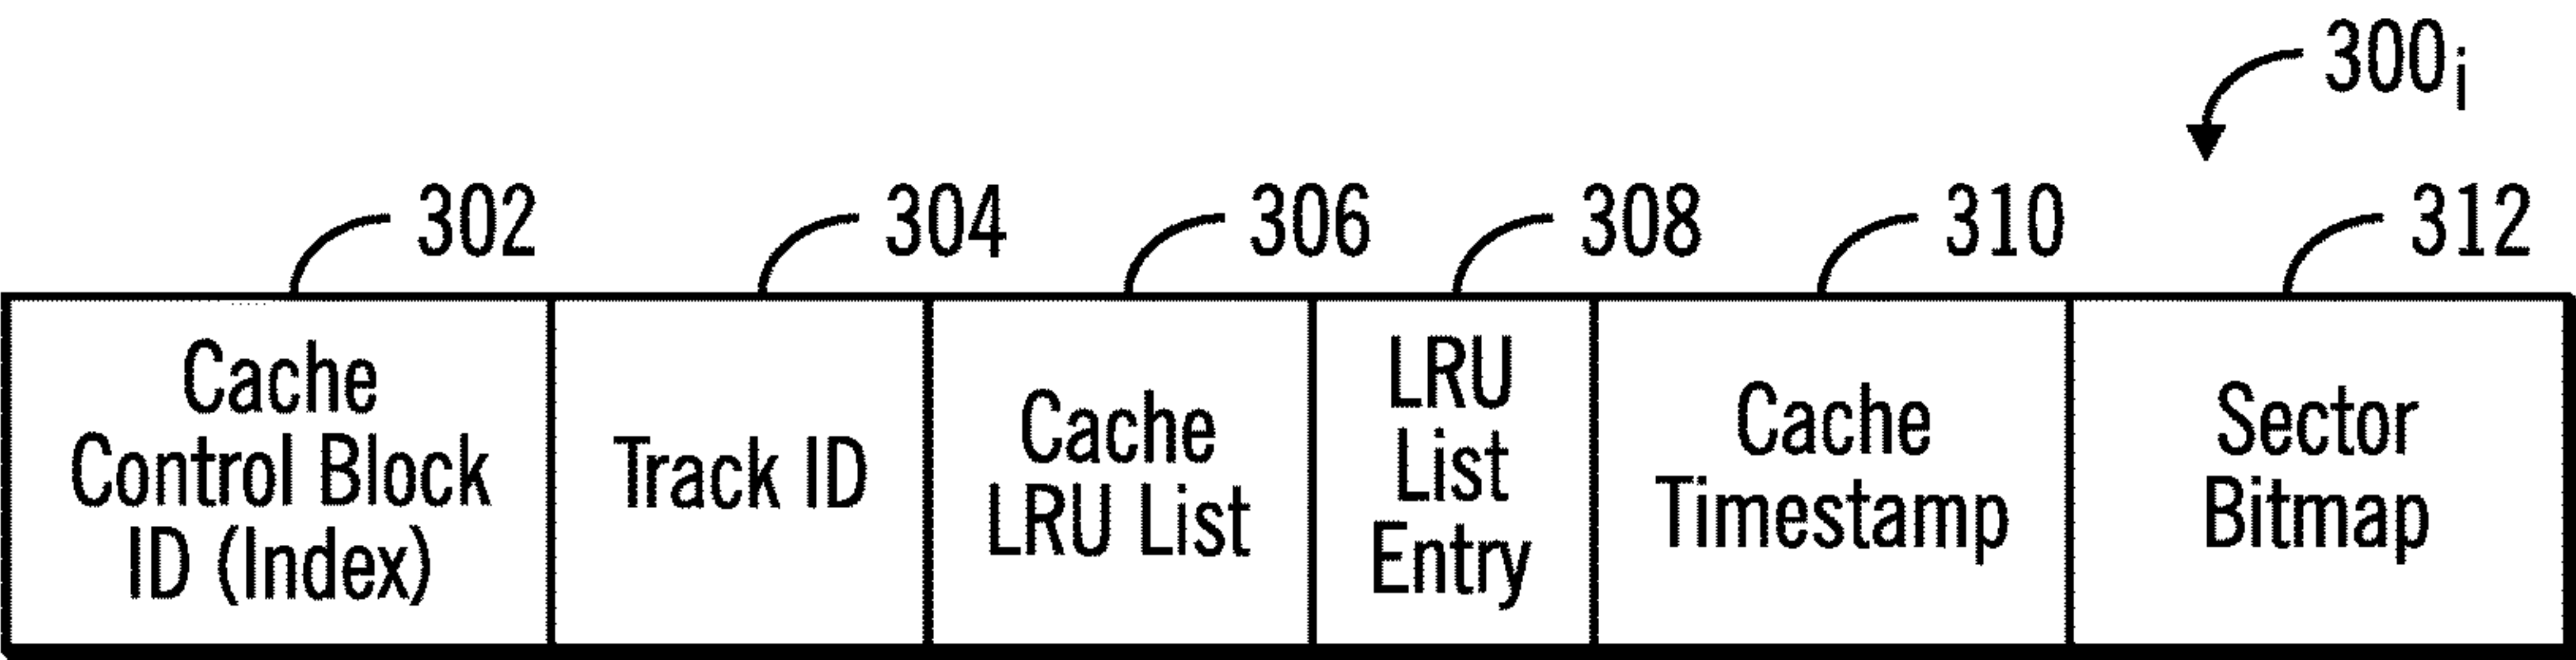 300i
302
304
306
308
310
312
Cache
Control Block
ID (Index)
Track ID
Cache
LRU List
LRU
List
Entry
Cache
Timestamp
Sector
Bitmap